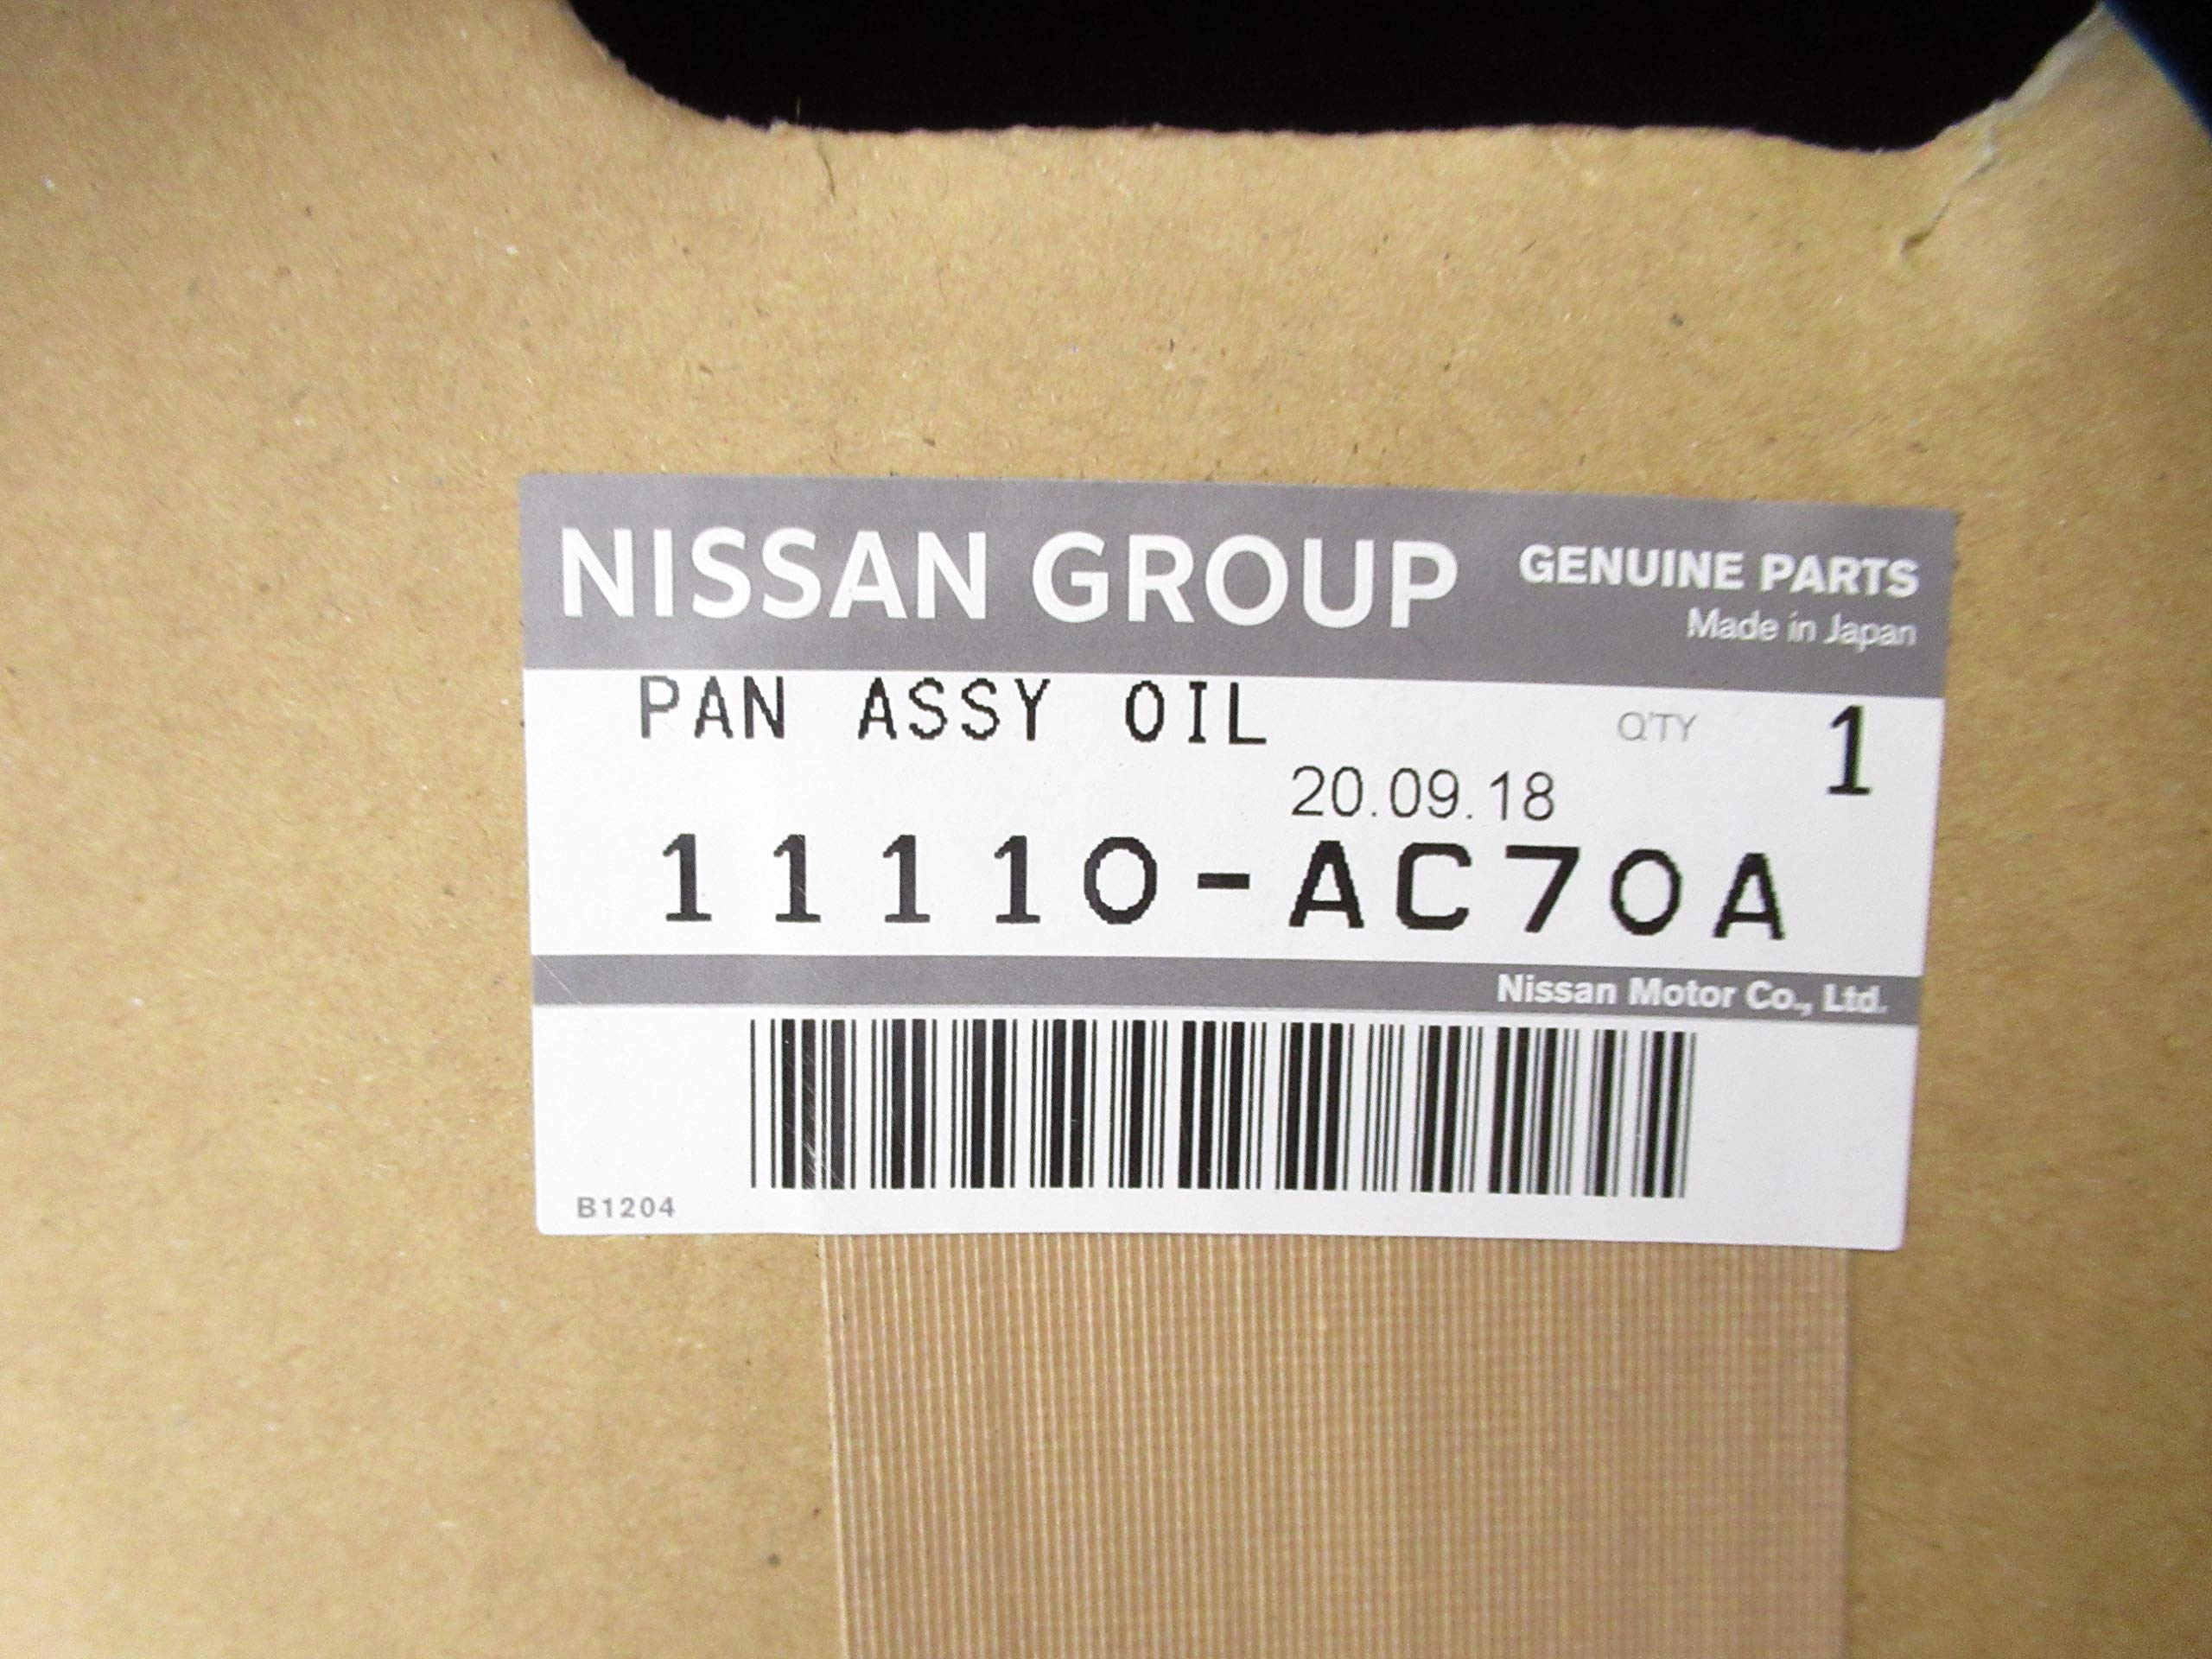 NISSAN GROUP GENUINE PARTS
Made in Japan
PAN ASSY OIL Q'TY 1
20.09.18
11110-AC70A
Nissan Motor Co., Ltd.
B1204